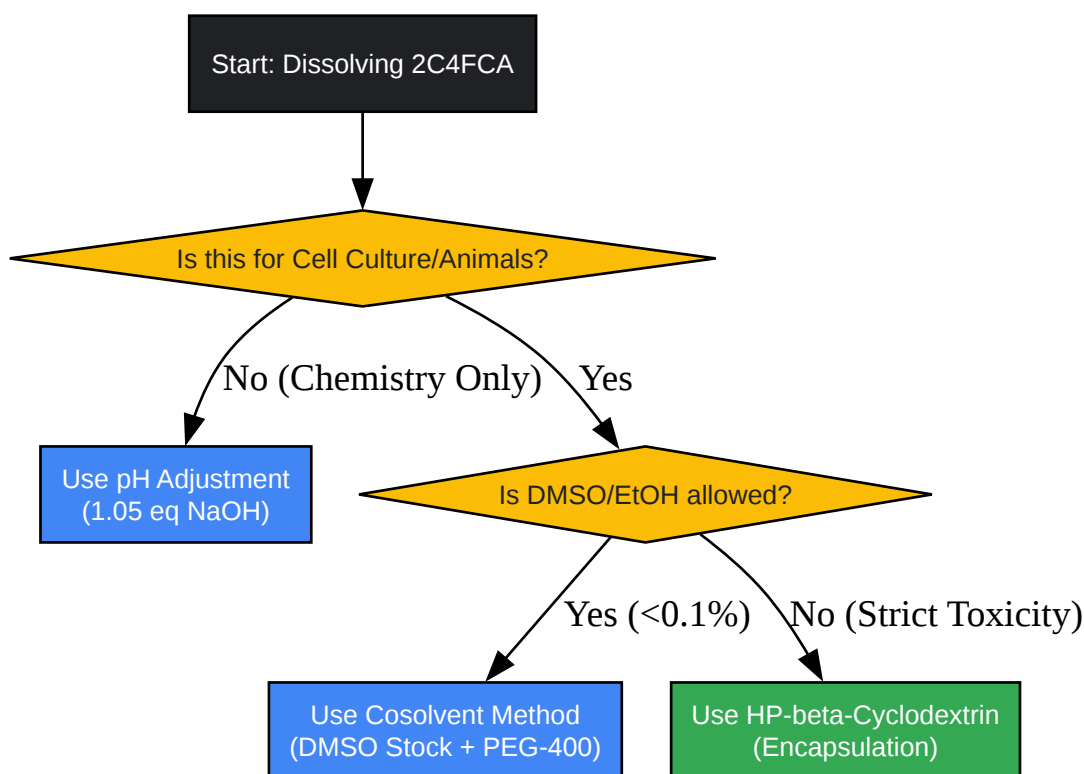 Start: Dissolving 2C4FCA
Is this for Cell Culture/Animals?
No (Chemistry Only)
Yes
Use pH Adjustment
(1.05 eq NaOH)
Is DMSO/EtOH allowed?
Yes (<0.1%)
No (Strict Toxicity)
Use Cosolvent Method
(DMSO Stock + PEG-400)
Use HP-beta-Cyclodextrin
(Encapsulation)